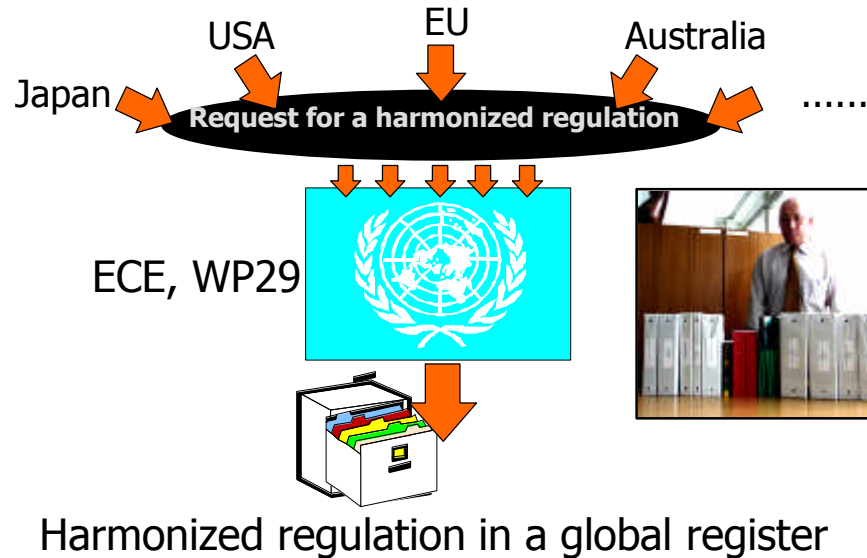 USA
EU
Australia
Japan
......
Request for a harmonized regulation
ECE, WP29
Harmonized regulation in a global register